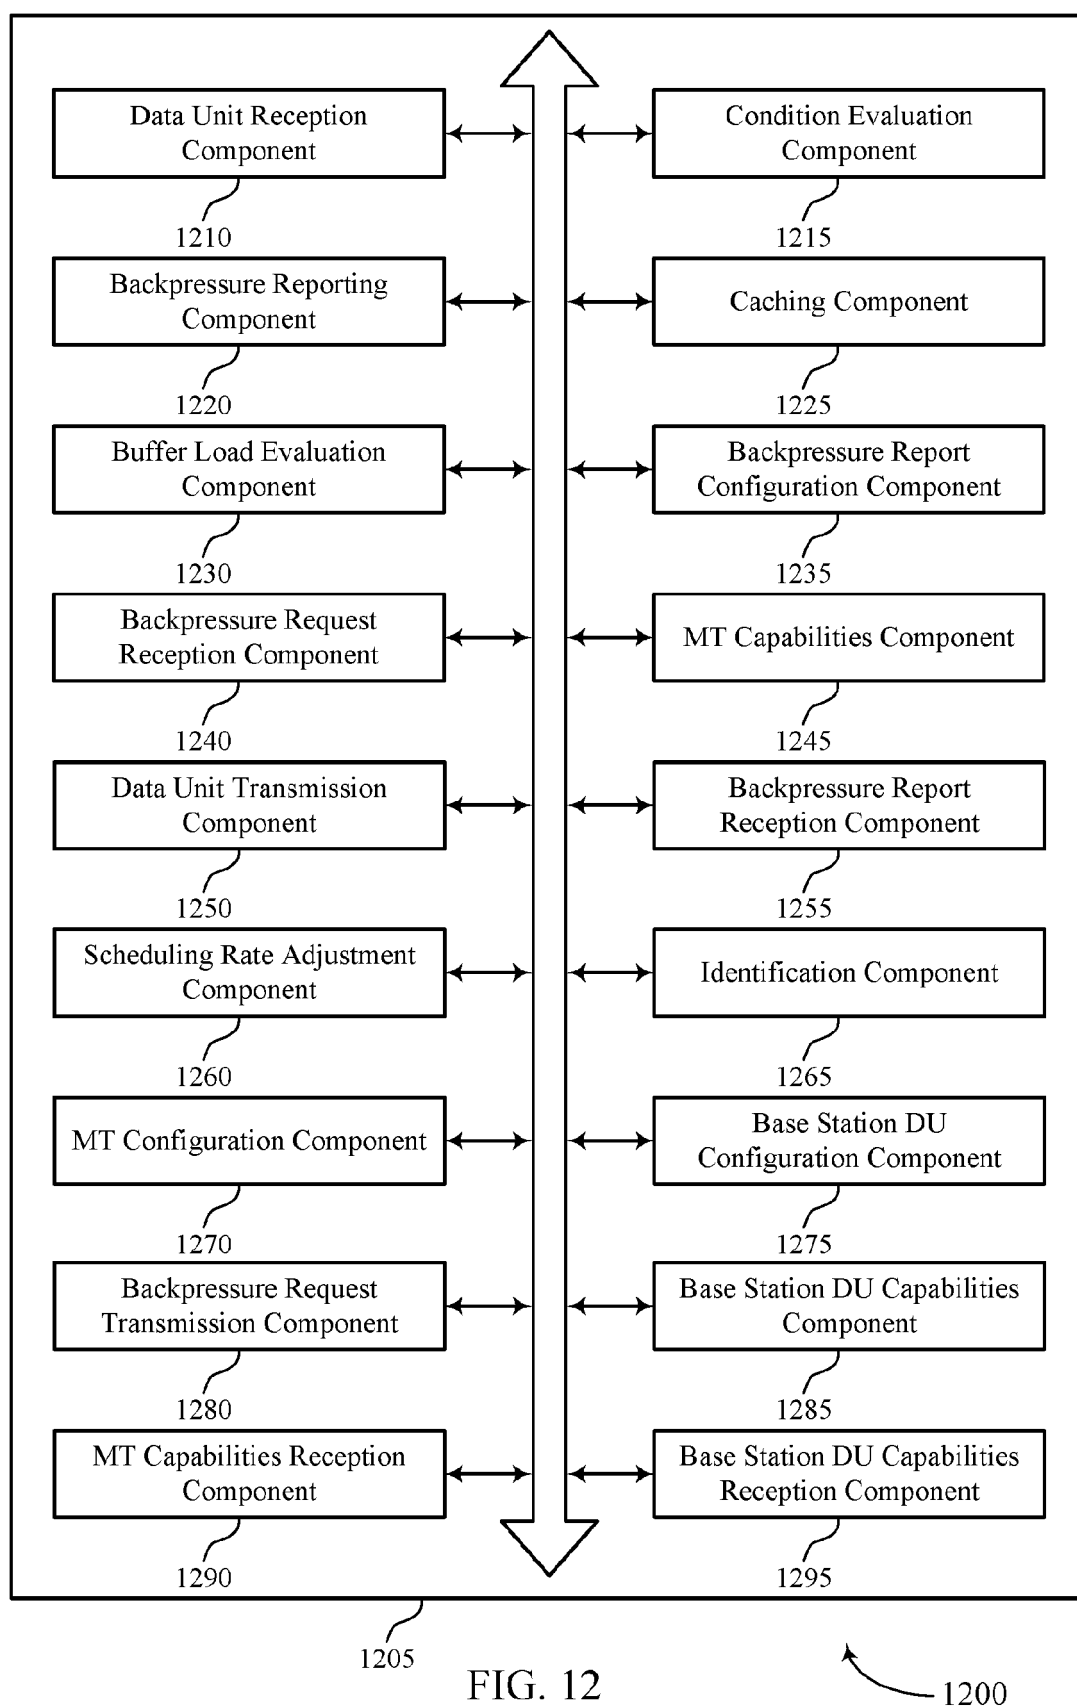 Data Unit Reception
Component
1210
Condition Evaluation
Component
1215
Backpressure Reporting
Component
1220
Caching Component
1225
Buffer Load Evaluation
Component
1230
Backpressure Report
Configuration Component
1235
Backpressure Request
Reception Component
1240
MT Capabilities Component
1245
Data Unit Transmission
Component
1250
Backpressure Report
Reception Component
1255
Scheduling Rate Adjustment
Component
1260
Identification Component
1265
MT Configuration Component
1270
Base Station DU
Configuration Component
1275
Backpressure Request
Transmission Component
1280
Base Station DU Capabilities
Component
1285
MT Capabilities Reception
Component
1290
Base Station DU Capabilities
Reception Component
1295
1205
FIG. 12
1200